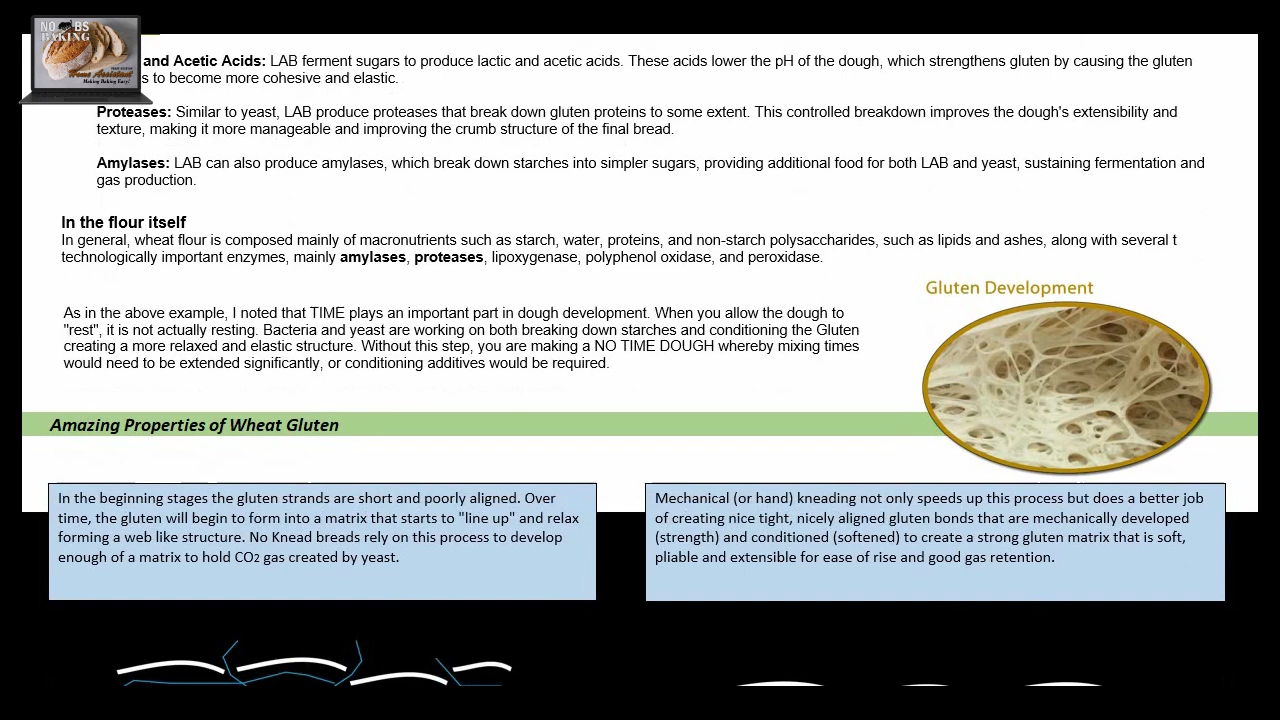 NO BS
BAKING
Home Assistant
Making Baking Easy!
and Acetic Acids: LAB ferment sugars to produce lactic and acetic acids. These acids lower the pH of the dough, which strengthens gluten by causing the gluten
s to become more cohesive and elastic.
Proteases: Similar to yeast, LAB produce proteases that break down gluten proteins to some extent. This controlled breakdown improves the dough's extensibility and
texture, making it more manageable and improving the crumb structure of the final bread.
Amylases: LAB can also produce amylases, which break down starches into simpler sugars, providing additional food for both LAB and yeast, sustaining fermentation and
gas production.
In the flour itself
In general, wheat flour is composed mainly of macronutrients such as starch, water, proteins, and non-starch polysaccharides, such as lipids and ashes, along with several t
technologically important enzymes, mainly amylases, proteases, lipoxygenase, polyphenol oxidase, and peroxidase.
Gluten Development
As in the above example, I noted that TIME plays an important part in dough development. When you allow the dough to
"rest", it is not actually resting. Bacteria and yeast are working on both breaking down starches and conditioning the Gluten
creating a more relaxed and elastic structure. Without this step, you are making a NO TIME DOUGH whereby mixing times
would need to be extended significantly, or conditioning additives would be required.
Amazing Properties of Wheat Gluten
In the beginning stages the gluten strands are short and poorly aligned. Over
time, the gluten will begin to form into a matrix that starts to "line up" and relax
forming a web like structure. No Knead breads rely on this process to develop
enough of a matrix to hold CO2 gas created by yeast.
Mechanical (or hand) kneading not only speeds up this process but does a better job
of creating nice tight, nicely aligned gluten bonds that are mechanically developed
(strength) and conditioned (softened) to create a strong gluten matrix that is soft,
pliable and extensible for ease of rise and good gas retention.